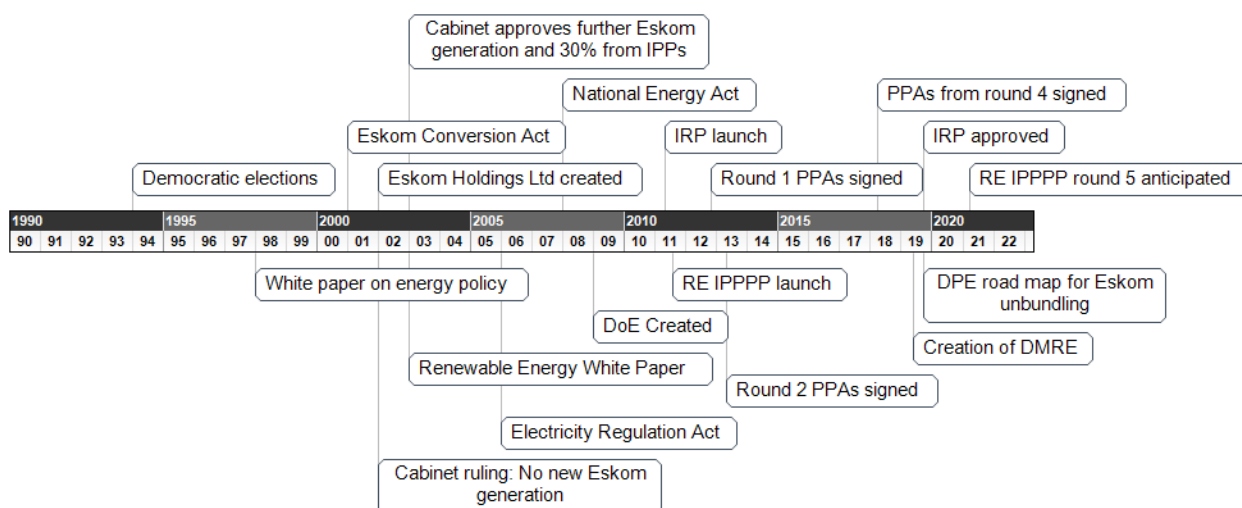 Cabinet approves further Eskom
generation and 30% from IPPs
National Energy Act
PPAs from round 4 signed
Eskom Conversion Act
IRP launch
IRP approved
Democratic elections
Eskom Holdings Ltd created
Round 1 PPAs signed
RE IPPPP round 5 anticipated
1990 1995 2000 2005 2010 2015 2020
90 91 92 93 94 95 96 97 98 99 00 01 02 03 04 05 06 07 08 09 10 11 12 13 14 15 16 17 18 19 20 21 22
White paper on energy policy
RE IPPPP launch
DPE road map for Eskom
unbundling
DoE Created
Creation of DMRE
Renewable Energy White Paper
Round 2 PPAs signed
Electricity Regulation Act
Cabinet ruling: No new Eskom
generation